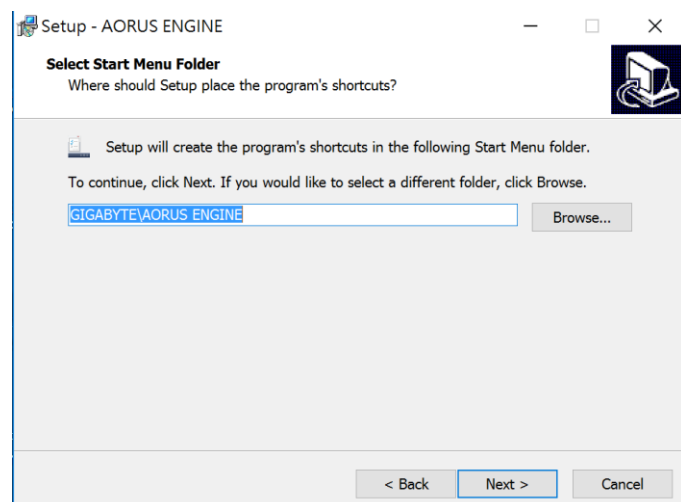 Setup - AORUS ENGINE
Select Start Menu Folder
Where should Setup place the program's shortcuts?
Setup will create the program's shortcuts in the following Start Menu folder.
To continue, click Next. If you would like to select a different folder, click Browse.
GIGABYTE\AORUS ENGINE
Browse...
< Back
Next >
Cancel